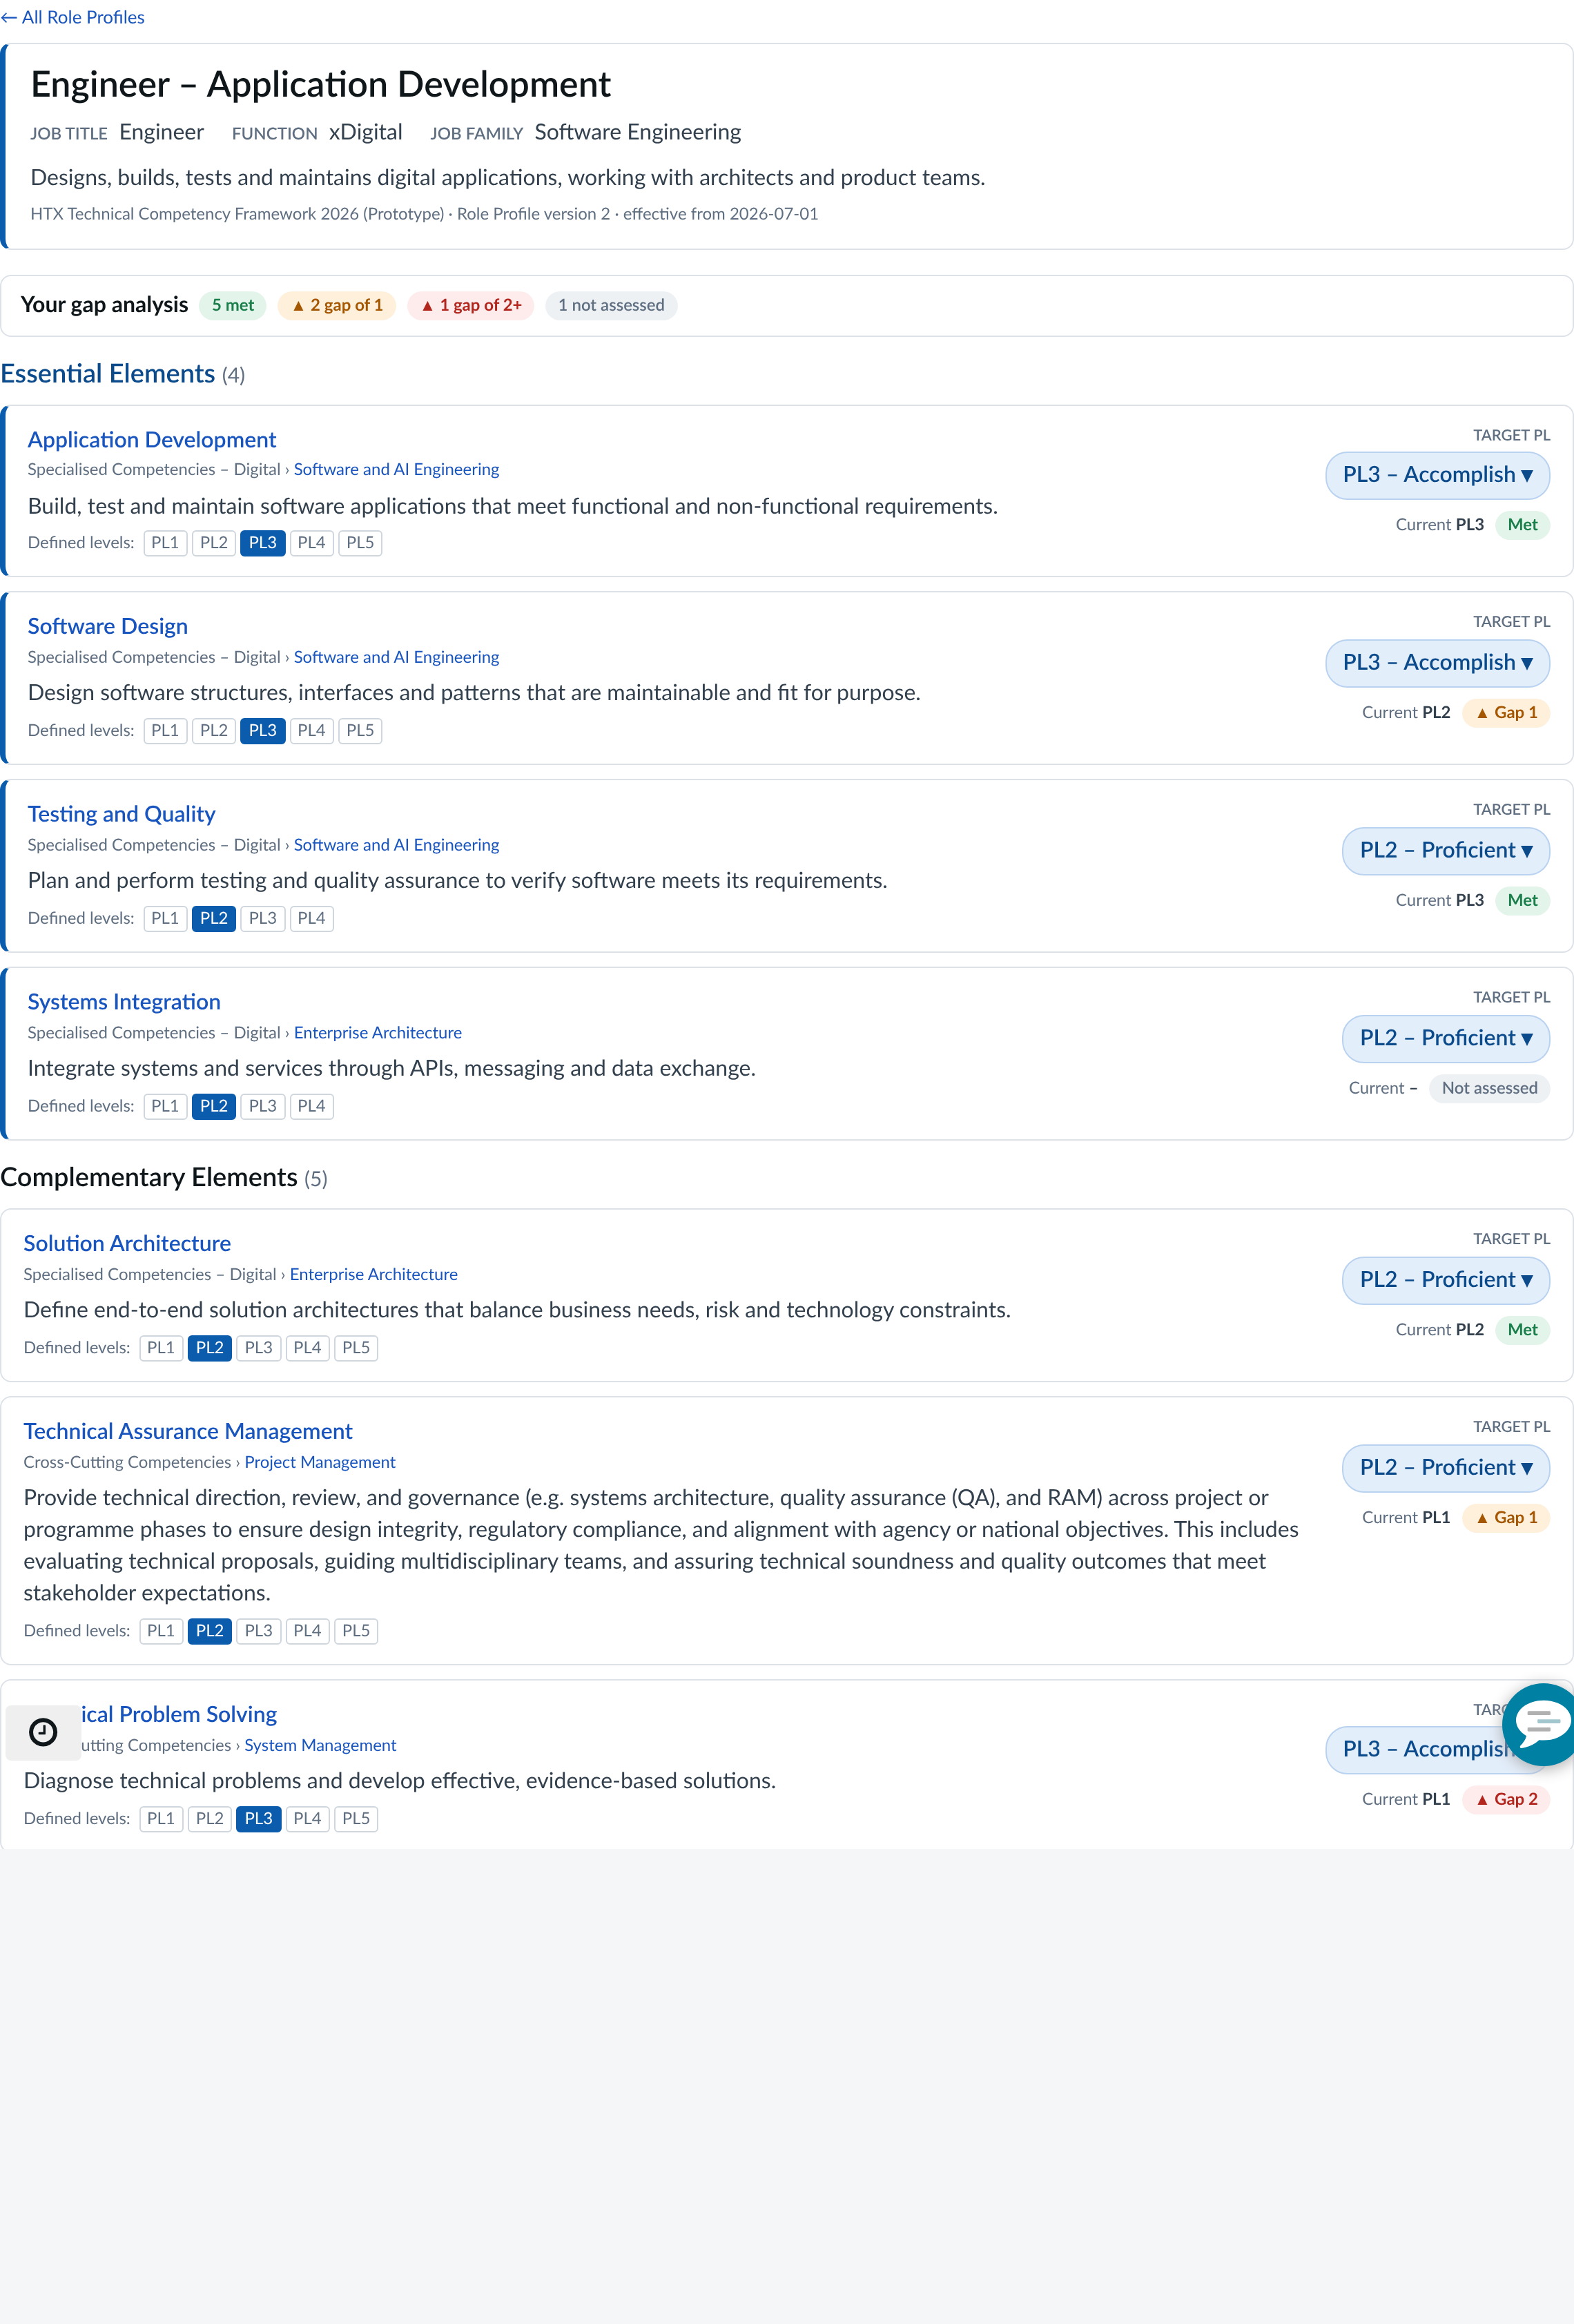 ← All Role Profiles
Engineer – Application Development
JOB TITLE Engineer FUNCTION xDigital JOB FAMILY Software Engineering
Designs, builds, tests and maintains digital applications, working with architects and product teams.
HTX Technical Competency Framework 2026 (Prototype) · Role Profile version 2 · effective from 2026-07-01
Your gap analysis 5 met ▲ 2 gap of 1 ▲ 1 gap of 2+ 1 not assessed
Essential Elements (4)
Application Development
Specialised Competencies – Digital › Software and AI Engineering
Build, test and maintain software applications that meet functional and non-functional requirements.
Defined levels: PL1 PL2 PL3 PL4 PL5
TARGET PL
PL3 – Accomplish ▼
Current PL3 Met
Software Design
Specialised Competencies – Digital › Software and AI Engineering
Design software structures, interfaces and patterns that are maintainable and fit for purpose.
Defined levels: PL1 PL2 PL3 PL4 PL5
TARGET PL
PL3 – Accomplish ▼
Current PL2 ▲ Gap 1
Testing and Quality
Specialised Competencies – Digital › Software and AI Engineering
Plan and perform testing and quality assurance to verify software meets its requirements.
Defined levels: PL1 PL2 PL3 PL4
TARGET PL
PL2 – Proficient ▼
Current PL3 Met
Systems Integration
Specialised Competencies – Digital › Enterprise Architecture
Integrate systems and services through APIs, messaging and data exchange.
Defined levels: PL1 PL2 PL3 PL4
TARGET PL
PL2 – Proficient ▼
Current – Not assessed
Complementary Elements (5)
Solution Architecture
Specialised Competencies – Digital › Enterprise Architecture
Define end-to-end solution architectures that balance business needs, risk and technology constraints.
Defined levels: PL1 PL2 PL3 PL4 PL5
TARGET PL
PL2 – Proficient ▼
Current PL2 Met
Technical Assurance Management
Cross-Cutting Competencies › Project Management
Provide technical direction, review, and governance (e.g. systems architecture, quality assurance (QA), and RAM) across project or
programme phases to ensure design integrity, regulatory compliance, and alignment with agency or national objectives. This includes
evaluating technical proposals, guiding multidisciplinary teams, and assuring technical soundness and quality outcomes that meet
stakeholder expectations.
Defined levels: PL1 PL2 PL3 PL4 PL5
TARGET PL
PL2 – Proficient ▼
Current PL1 ▲ Gap 1
Problem Solving
Competencies › System Management
Diagnose technical problems and develop effective, evidence-based solutions.
Defined levels: PL1 PL2 PL3 PL4 PL5
PL3 –
Current PL1 ▲ Gap 2